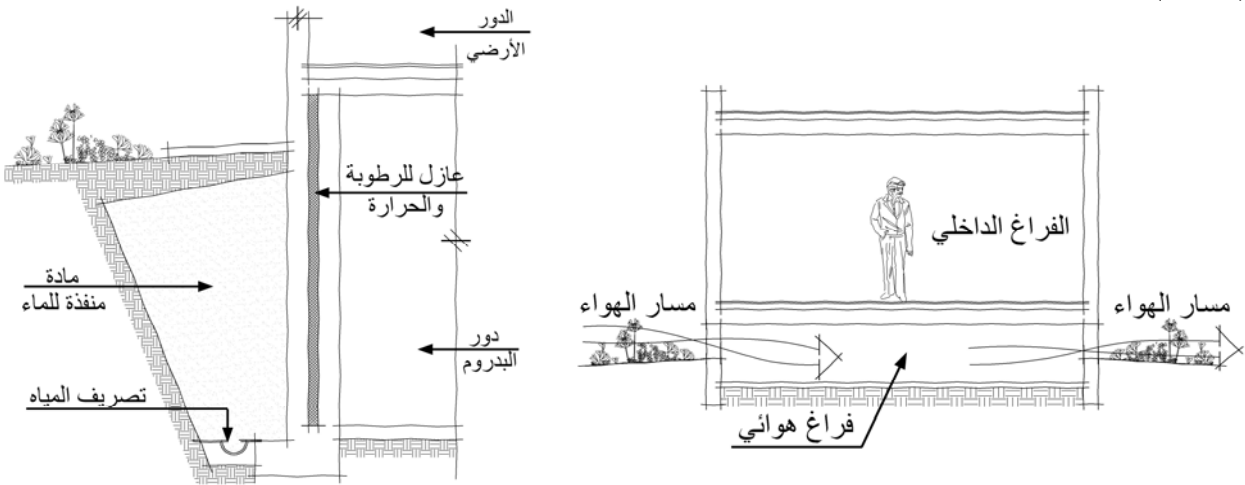 الدور
الأرضي
عازل للرطوبة
والحرارة
مادة
منفذة للماء
دور
البدروم
تصريف المياه
الفراغ الداخلي
مسار الهواء
مسار الهواء
فراغ هوائي